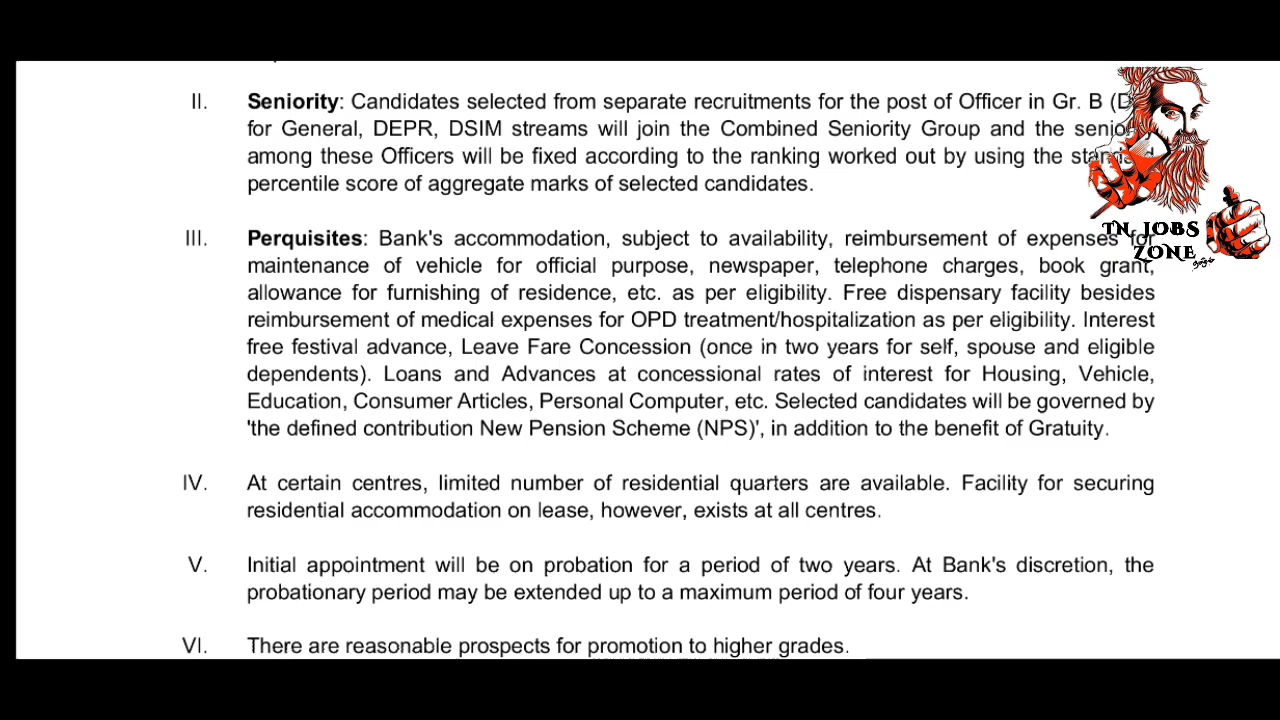 II. Seniority: Candidates selected from separate recruitments for the post of Officer in Gr. B
for General, DEPR, DSIM streams will join the Combined Seniority Group and the
among these Officers will be fixed according to the ranking worked out by using the
percentile score of aggregate marks of selected candidates.
III. Perquisites: Bank's accommodation, subject to availability, reimbursement of expenses for
maintenance of vehicle for official purpose, newspaper, telephone charges, book grant,
allowance for furnishing of residence, etc. as per eligibility. Free dispensary facility besides
reimbursement of medical expenses for OPD treatment/hospitalization as per eligibility. Interest
free festival advance, Leave Fare Concession (once in two years for self, spouse and eligible
dependents). Loans and Advances at concessional rates of interest for Housing, Vehicle,
Education, Consumer Articles, Personal Computer, etc. Selected candidates will be governed by
'the defined contribution New Pension Scheme (NPS)', in addition to the benefit of Gratuity.
IV. At certain centres, limited number of residential quarters are available. Facility for securing
residential accommodation on lease, however, exists at all centres.
V. Initial appointment will be on probation for a period of two years. At Bank's discretion, the
probationary period may be extended up to a maximum period of four years.
VI. There are reasonable prospects for promotion to higher grades.
TN JOBS
ZONE